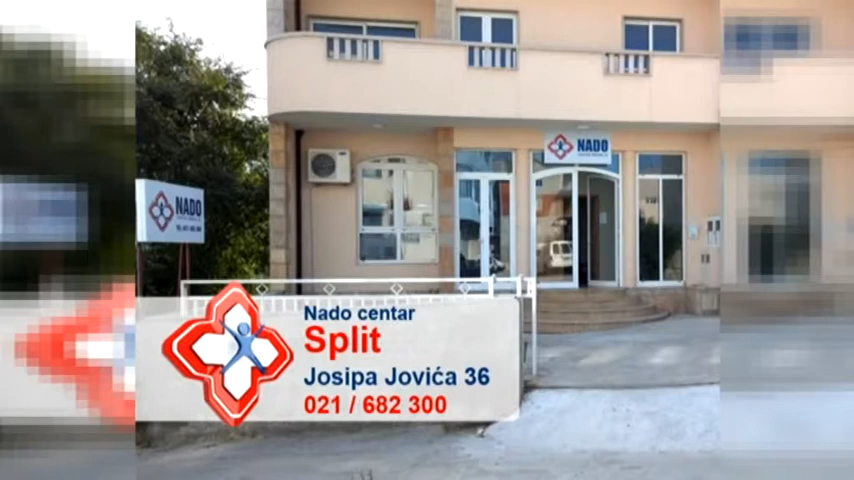 NADO
NADO
Nado centar
Split
Josipa Jovića 36
021 / 682 300